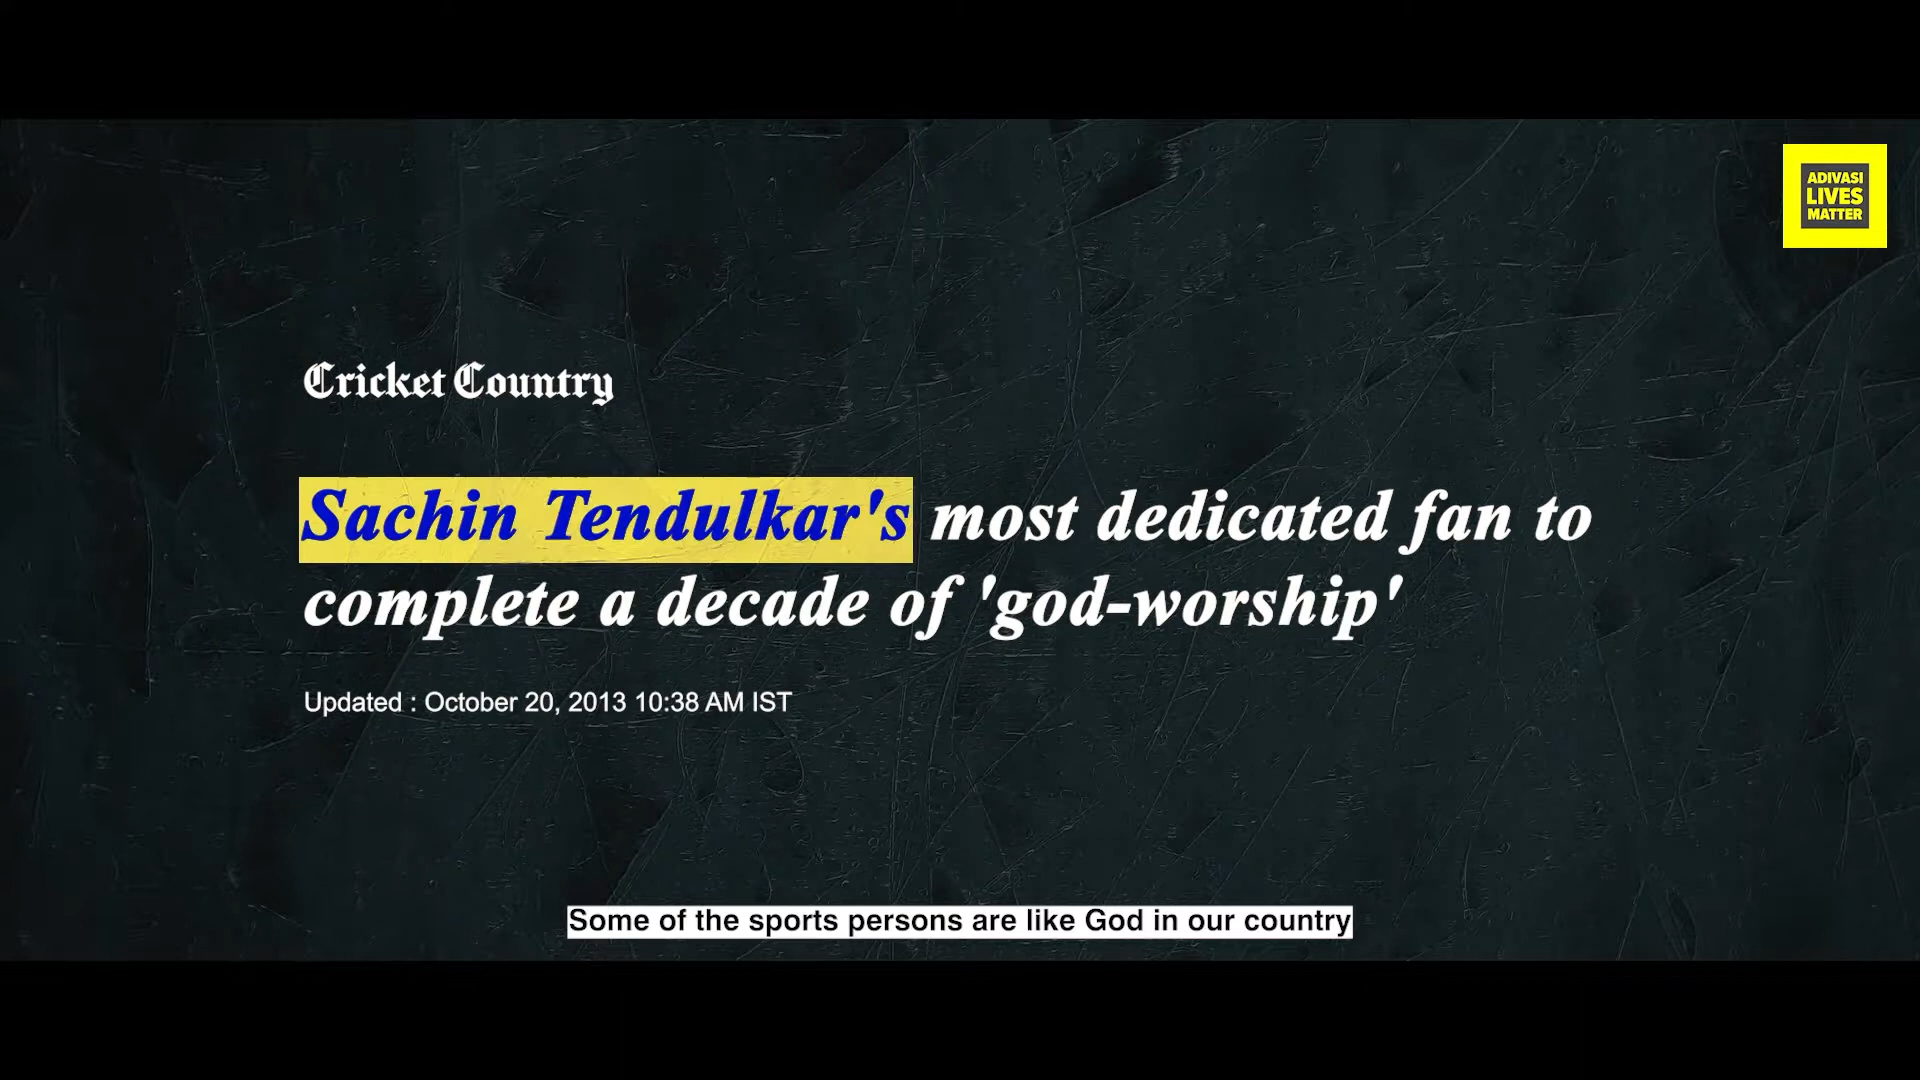 ADIVASI
LIVES
MATTER
Cricket Country
Sachin Tendulkar's most dedicated fan to
complete a decade of 'god-worship'
Updated : October 20, 2013 10:38 AM IST
Some of the sports persons are like God in our country